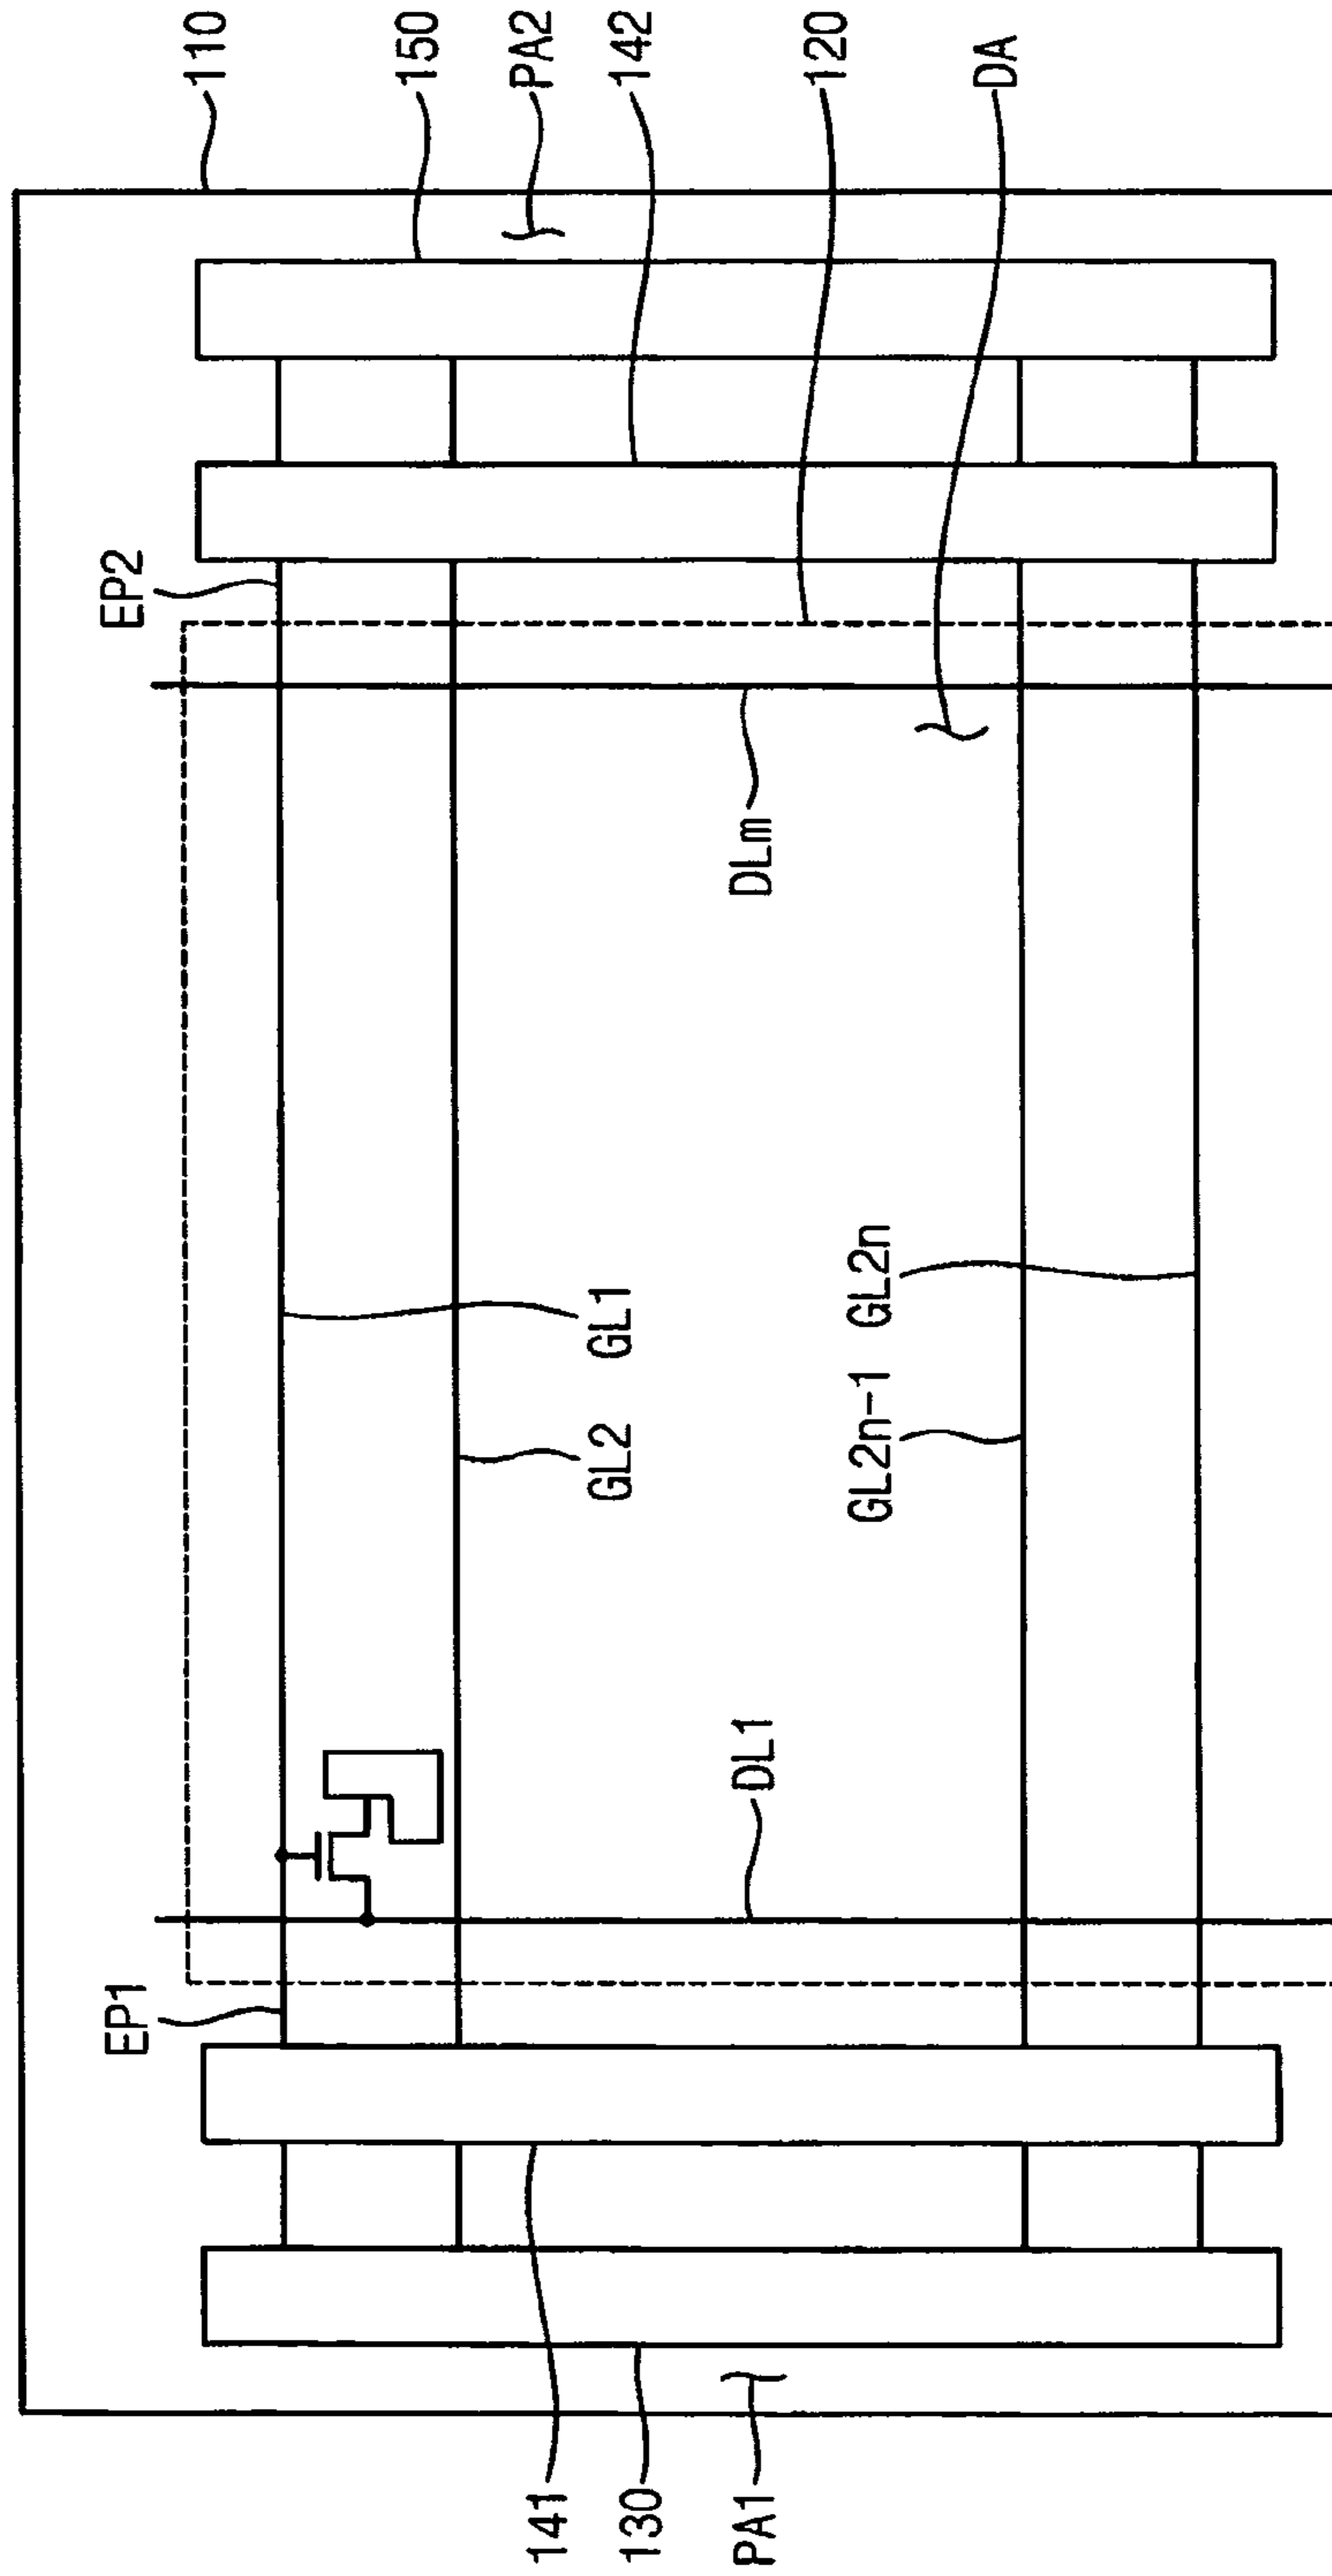 110
150
PA2
142
120
DA
EP2
DLm
GL1
GL2
GL2n
GL2n-1
DL1
EP1
141
130
PA1